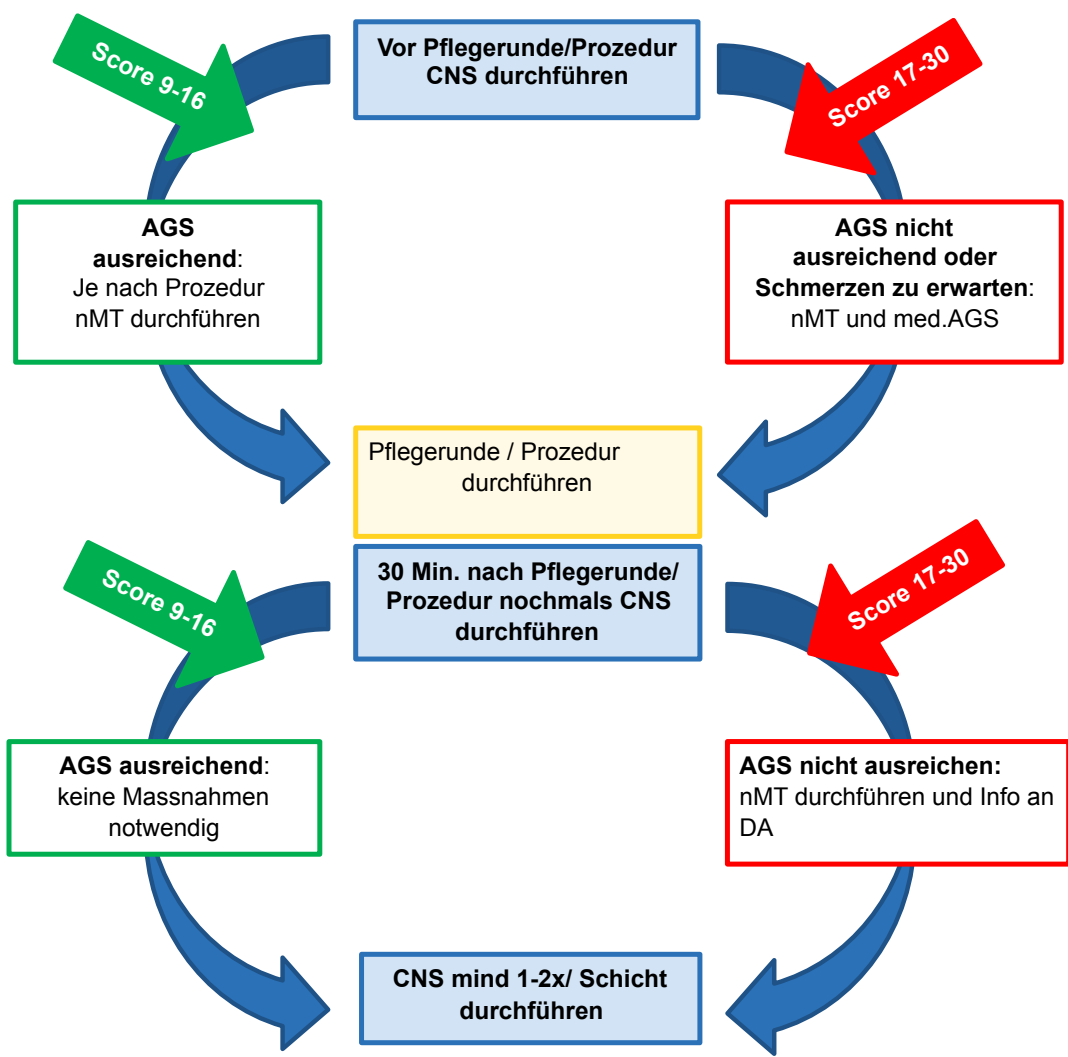 Vor Pflegerunde/Prozedur
CNS durchführen
Score 9-16
Score 17-30
AGS
ausreichend:
Je nach Prozedur
nMT durchführen
AGS nicht
ausreichend oder
Schmerzen zu erwarten:
nMT und med.AGS
Pflegerunde / Prozedur
durchführen
30 Min. nach Pflegerunde/
Prozedur nochmals CNS
durchführen
Score 9-16
Score 17-30
AGS ausreichend:
keine Massnahmen
notwendig
AGS nicht ausreichen:
nMT durchführen und Info an
DA
CNS mind 1-2x/ Schicht
durchführen